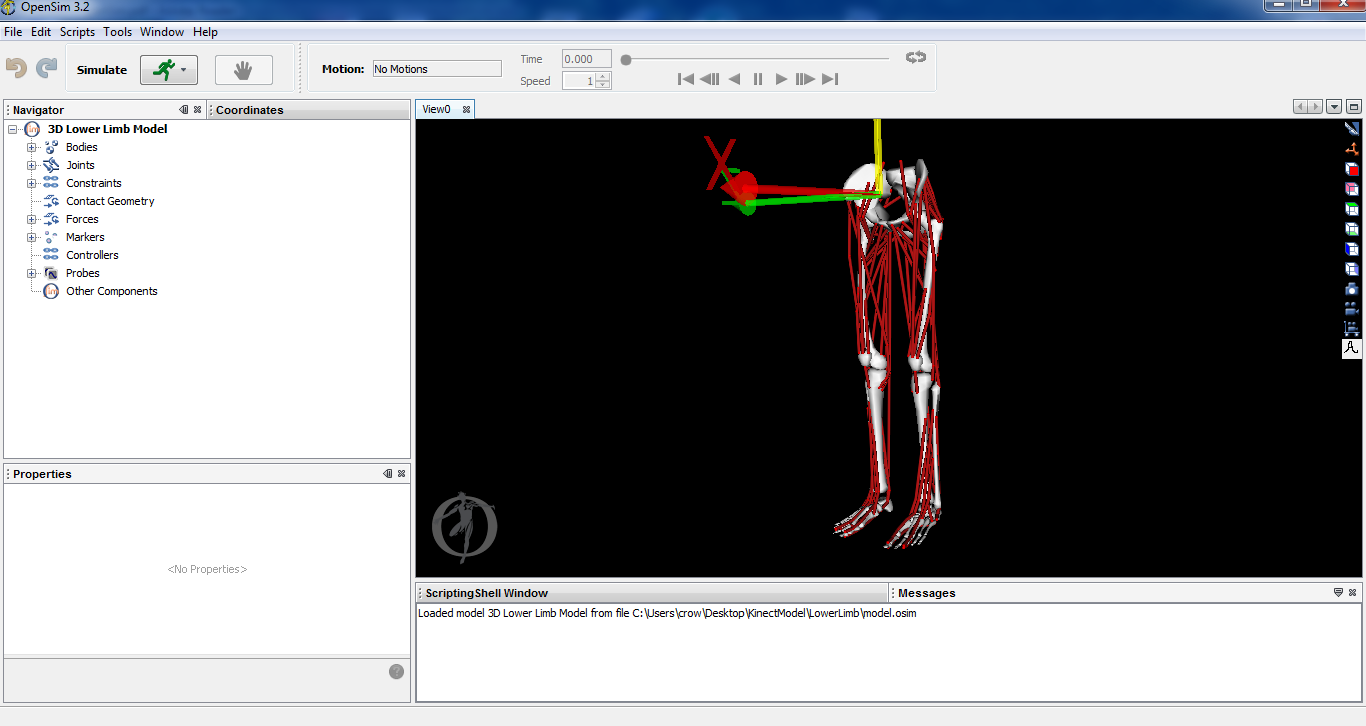 OpenSim 3.2
File Edit Scripts Tools Window Help
Simulate
Motion: No Motions
Time 0.000
Speed 1
Navigator
Coordinates
3D Lower Limb Model
Bodies
Joints
Constraints
Contact Geometry
Forces
Markers
Controllers
Probes
Other Components
Properties
<No Properties>
?
View0
X
ScriptingShell Window
Messages
Loaded model 3D Lower Limb Model from file C:\Users\crow\Desktop\KinectModel\LowerLimb\model.osim